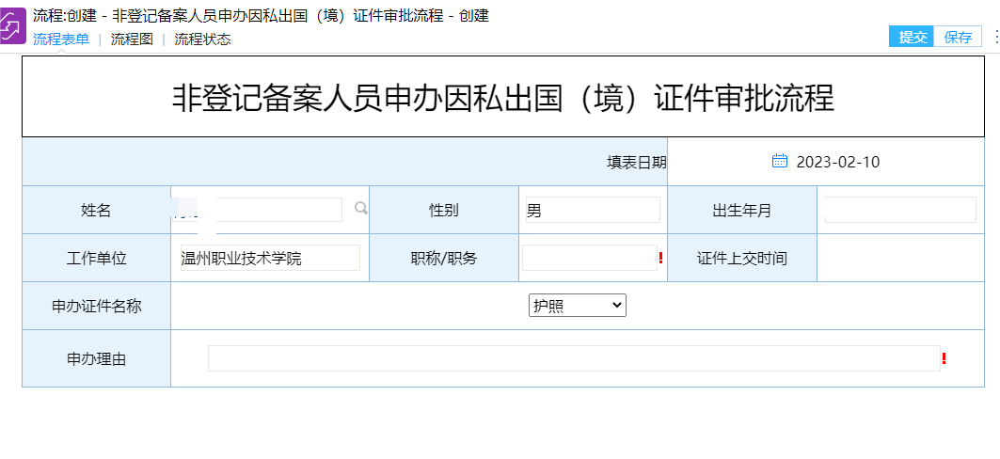 流程:创建 - 非登记备案人员申办因私出国（境）证件审批流程 - 创建
流程表单 | 流程图 | 流程状态
提交 保存
非登记备案人员申办因私出国（境）证件审批流程
填表日期 2023-02-10
姓名 性别 男 出生年月
工作单位 温州职业技术学院 职称/职务 ! 证件上交时间
申办证件名称 护照
申办理由 !